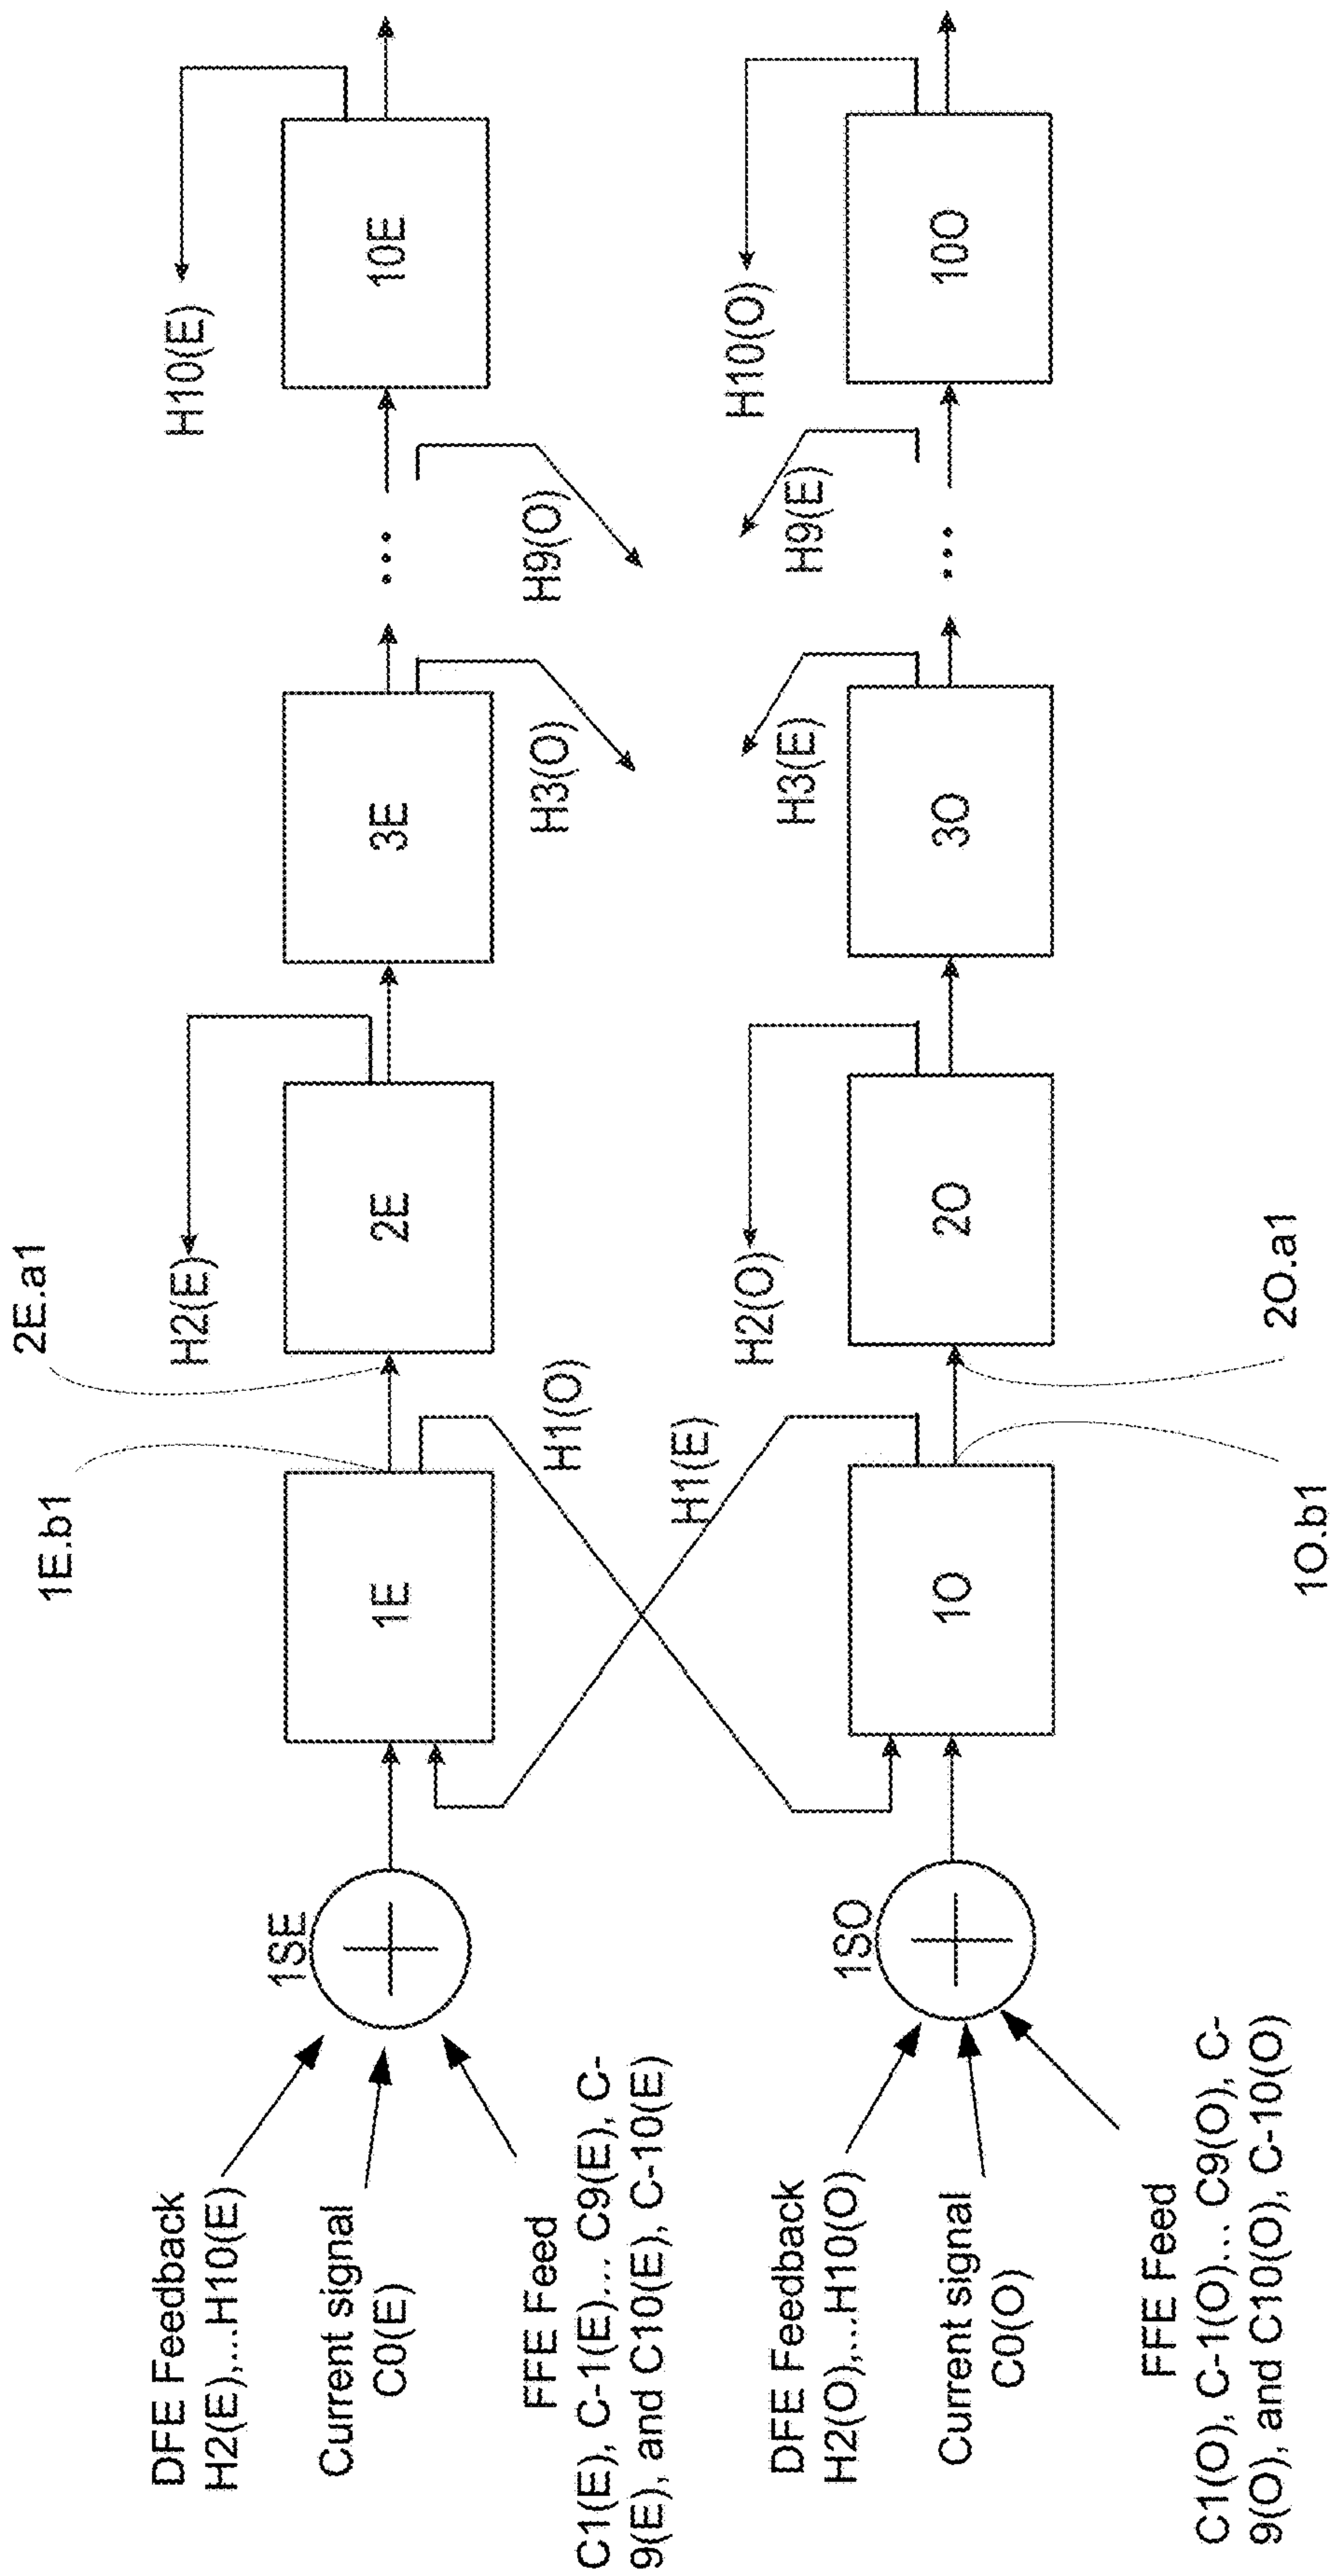 DFE Feedback
H2(E),...H10(E)
Current signal
C0(E)
FFE Feed
C1(E), C-1(E)... C9(E), C-
9(E), and C10(E), C-10(E)
1SE
1E
1E.b1
2E.a1
H2(E)
2E
3E
H10(E)
10E
H1(O)
H3(O)
H9(O)
...
H1(E)
H3(E)
H9(E)
...
DFE Feedback
H2(O),...H10(O)
Current signal
C0(O)
FFE Feed
C1(O), C-1(O)... C9(O), C-
9(O), and C10(O), C-10(O)
1SO
1O
1O.b1
2O.a1
H2(O)
2O
3O
H10(O)
10O